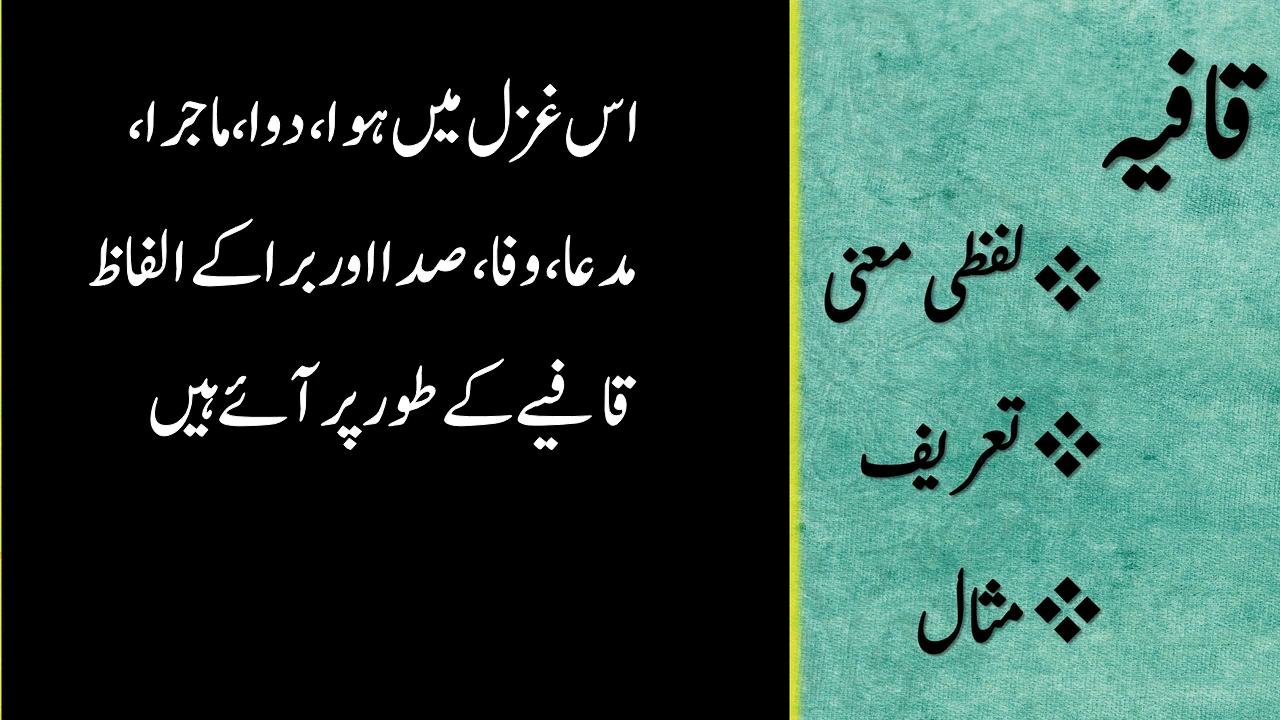 قافیہ
لفظی معنی
تعریف
مثال
اس غزل میں ہوا،دوا،ماجرا،
مدعا،وفا، صدا اور برا کے الفاظ
قافیے کے طور پر آئے ہیں